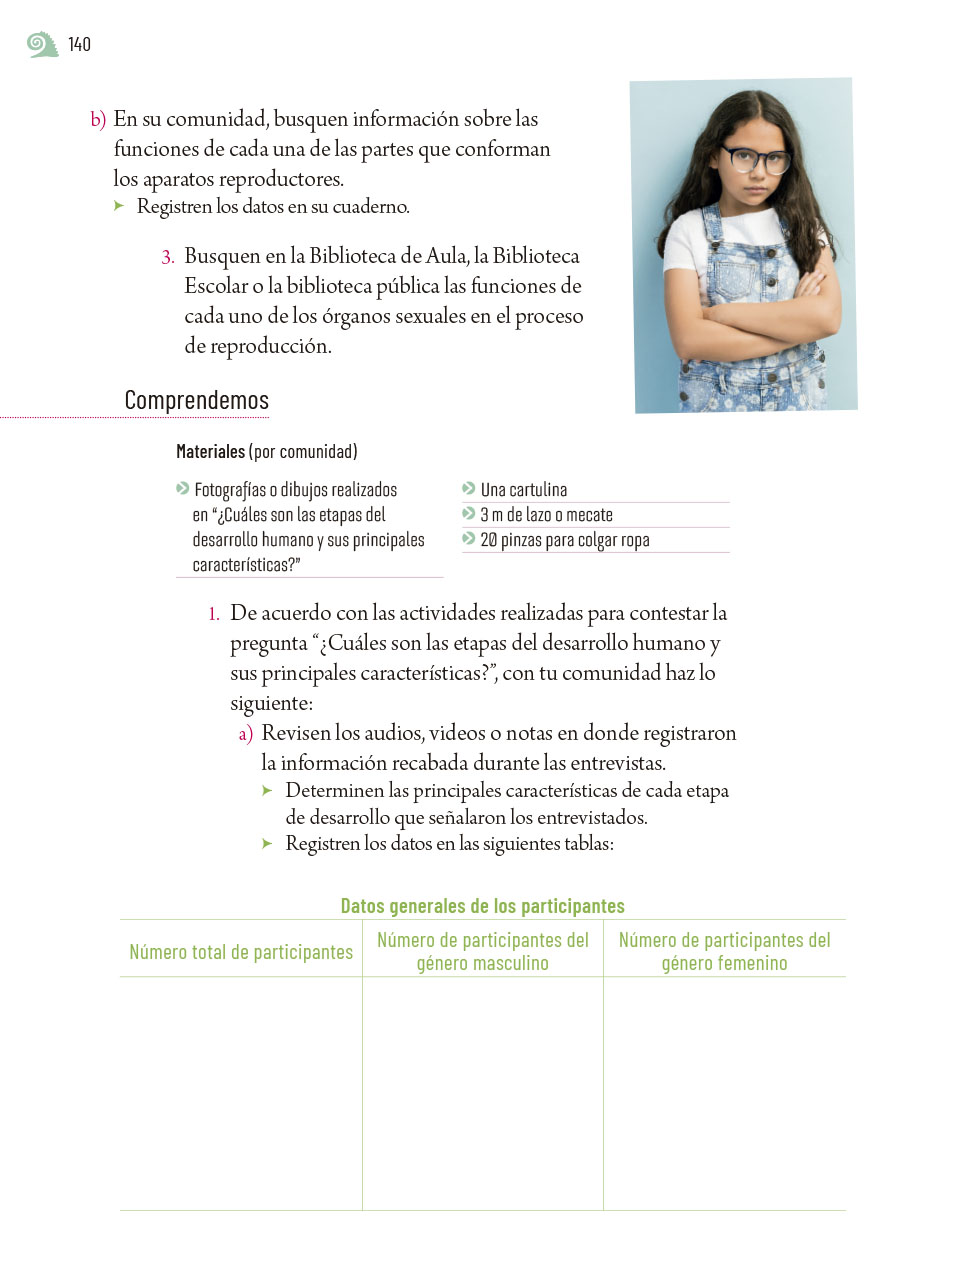 140
b) En su comunidad, busquen información sobre las
funciones de cada una de las partes que conforman
los aparatos reproductores.
Registren los datos en su cuaderno.
3. Busquen en la Biblioteca de Aula, la Biblioteca
Escolar o la biblioteca pública las funciones de
cada uno de los órganos sexuales en el proceso
de reproducción.
Comprendemos
Materiales (por comunidad)
Fotografías o dibujos realizados
en “¿Cuáles son las etapas del
desarrollo humano y sus principales
características?”
Una cartulina
3 m de lazo o mecate
20 pinzas para colgar ropa
1. De acuerdo con las actividades realizadas para contestar la
pregunta “¿Cuáles son las etapas del desarrollo humano y
sus principales características?”, con tu comunidad haz lo
siguiente:
a) Revisen los audios, videos o notas en donde registraron
la información recabada durante las entrevistas.
Determinen las principales características de cada etapa
de desarrollo que señalaron los entrevistados.
Registren los datos en las siguientes tablas:
Datos generales de los participantes
Número total de participantes
Número de participantes del
género masculino
Número de participantes del
género femenino